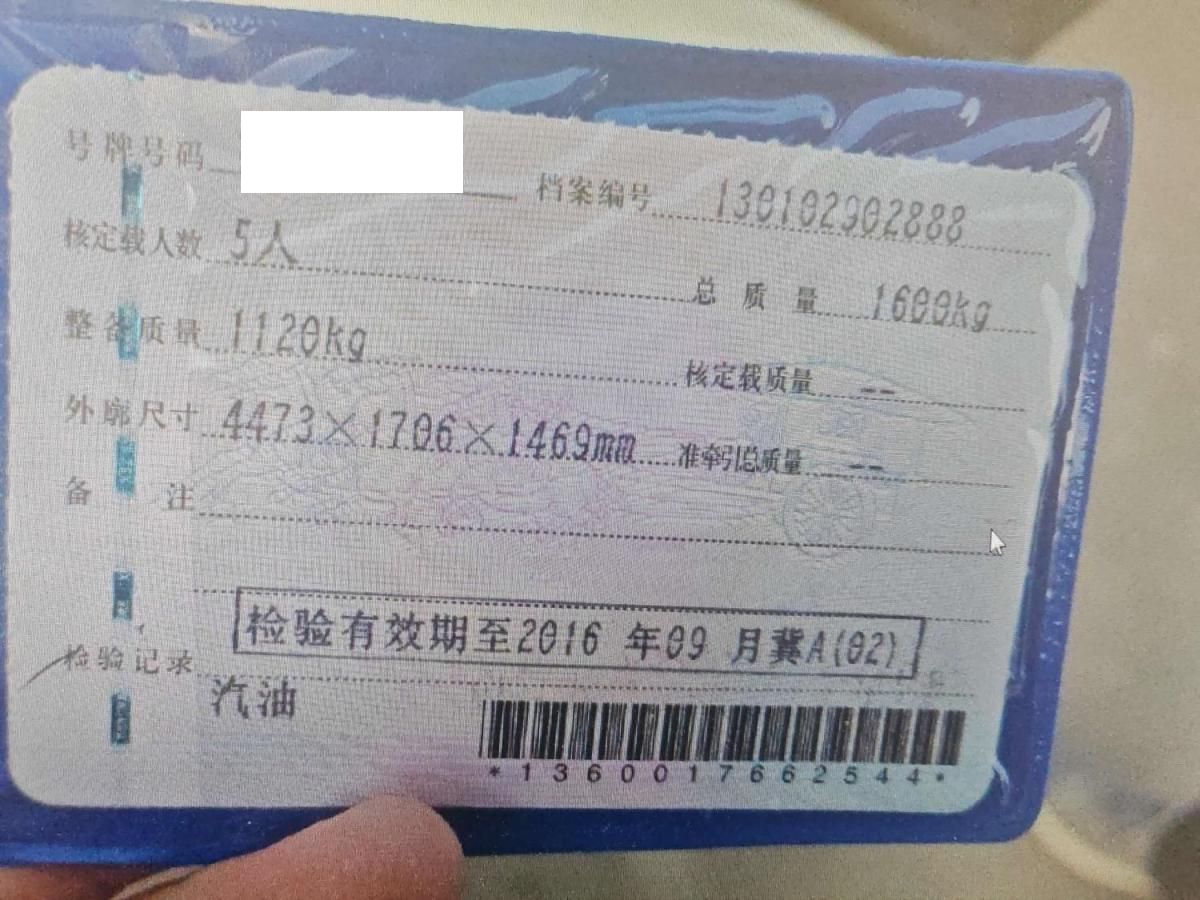 号牌号码
档案编号 130102902888
核定载人数 5人
总质量 1600kg
整备质量 1120kg
核定载质量 --
外廓尺寸 4473×1706×1469mm
准牵引总质量 --
备注
检验有效期至2016 年09 月冀A(02)
检验记录
汽油
*1360017662544*